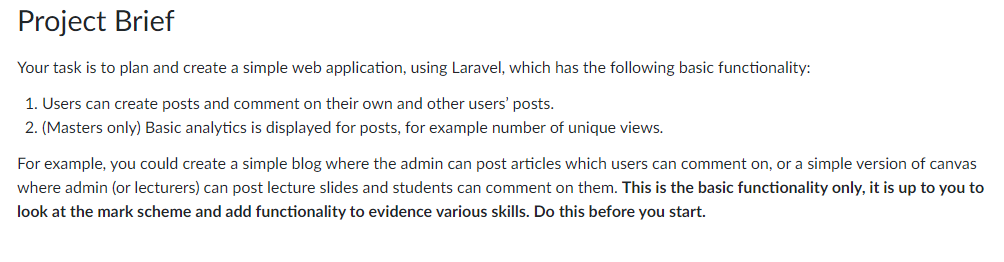 Project Brief
Your task is to plan and create a simple web application, using Laravel, which has the following basic functionality:
1. Users can create posts and comment on their own and other users' posts.
2. (Masters only) Basic analytics is displayed for posts, for example number of unique views.
For example, you could create a simple blog where the admin can post articles which users can comment on, or a simple version of canvas
where admin (or lecturers) can post lecture slides and students can comment on them. This is the basic functionality only, it is up to you to
look at the mark scheme and add functionality to evidence various skills. Do this before you start.